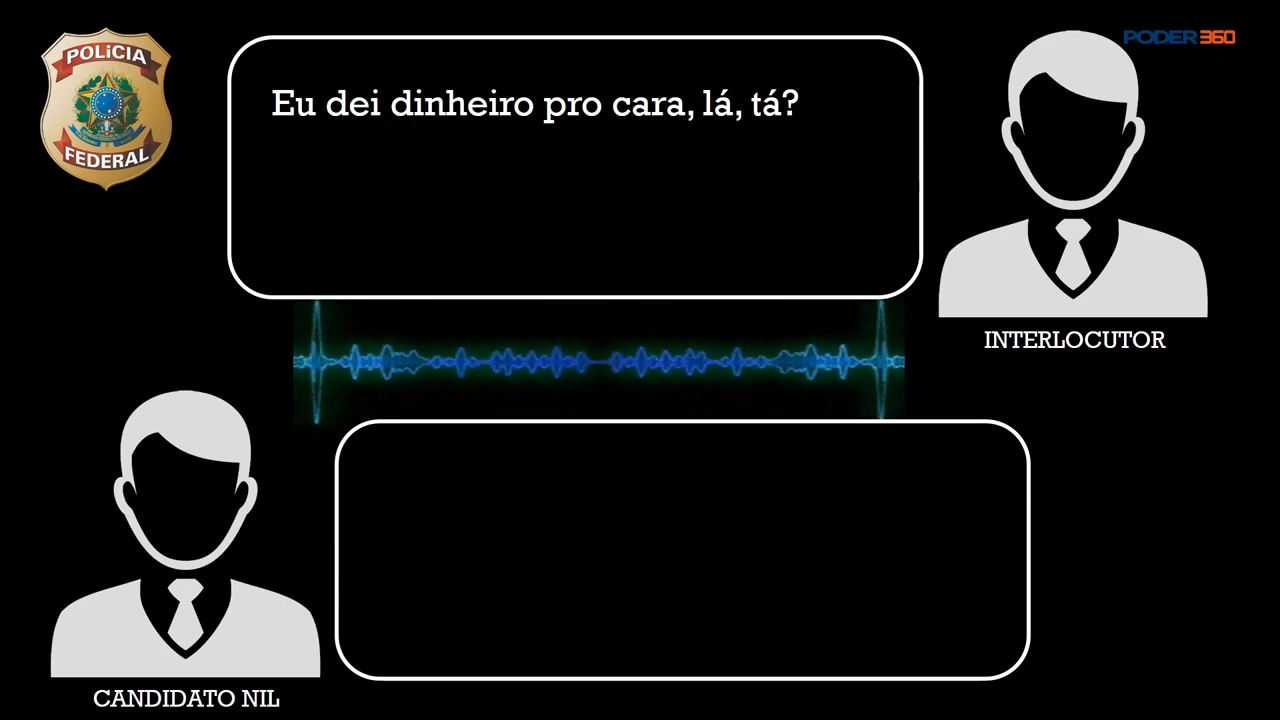 POLÍCIA
FEDERAL
PODER360
Eu dei dinheiro pro cara, lá, tá?
INTERLOCUTOR
CANDIDATO NIL